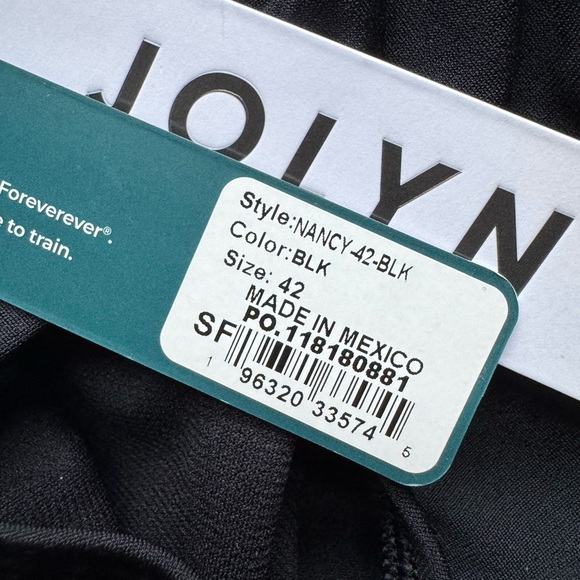 JOLYN
Foreverever®.
to train.
Style:NANCY-42-BLK
Color:BLK
Size: 42
MADE IN MEXICO
PO.118180881
SF
1 96320 33574 5